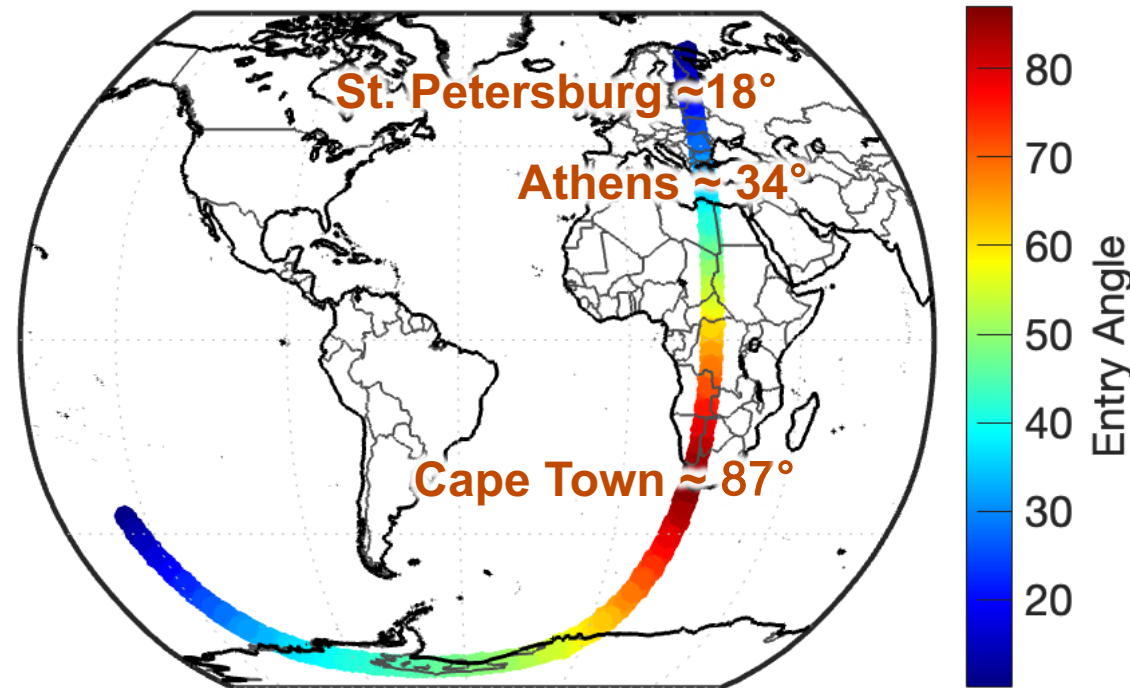 St. Petersburg ≈18°
Athens ≈ 34°
Cape Town ≈ 87°
80
70
60
50
40
30
20
Entry Angle